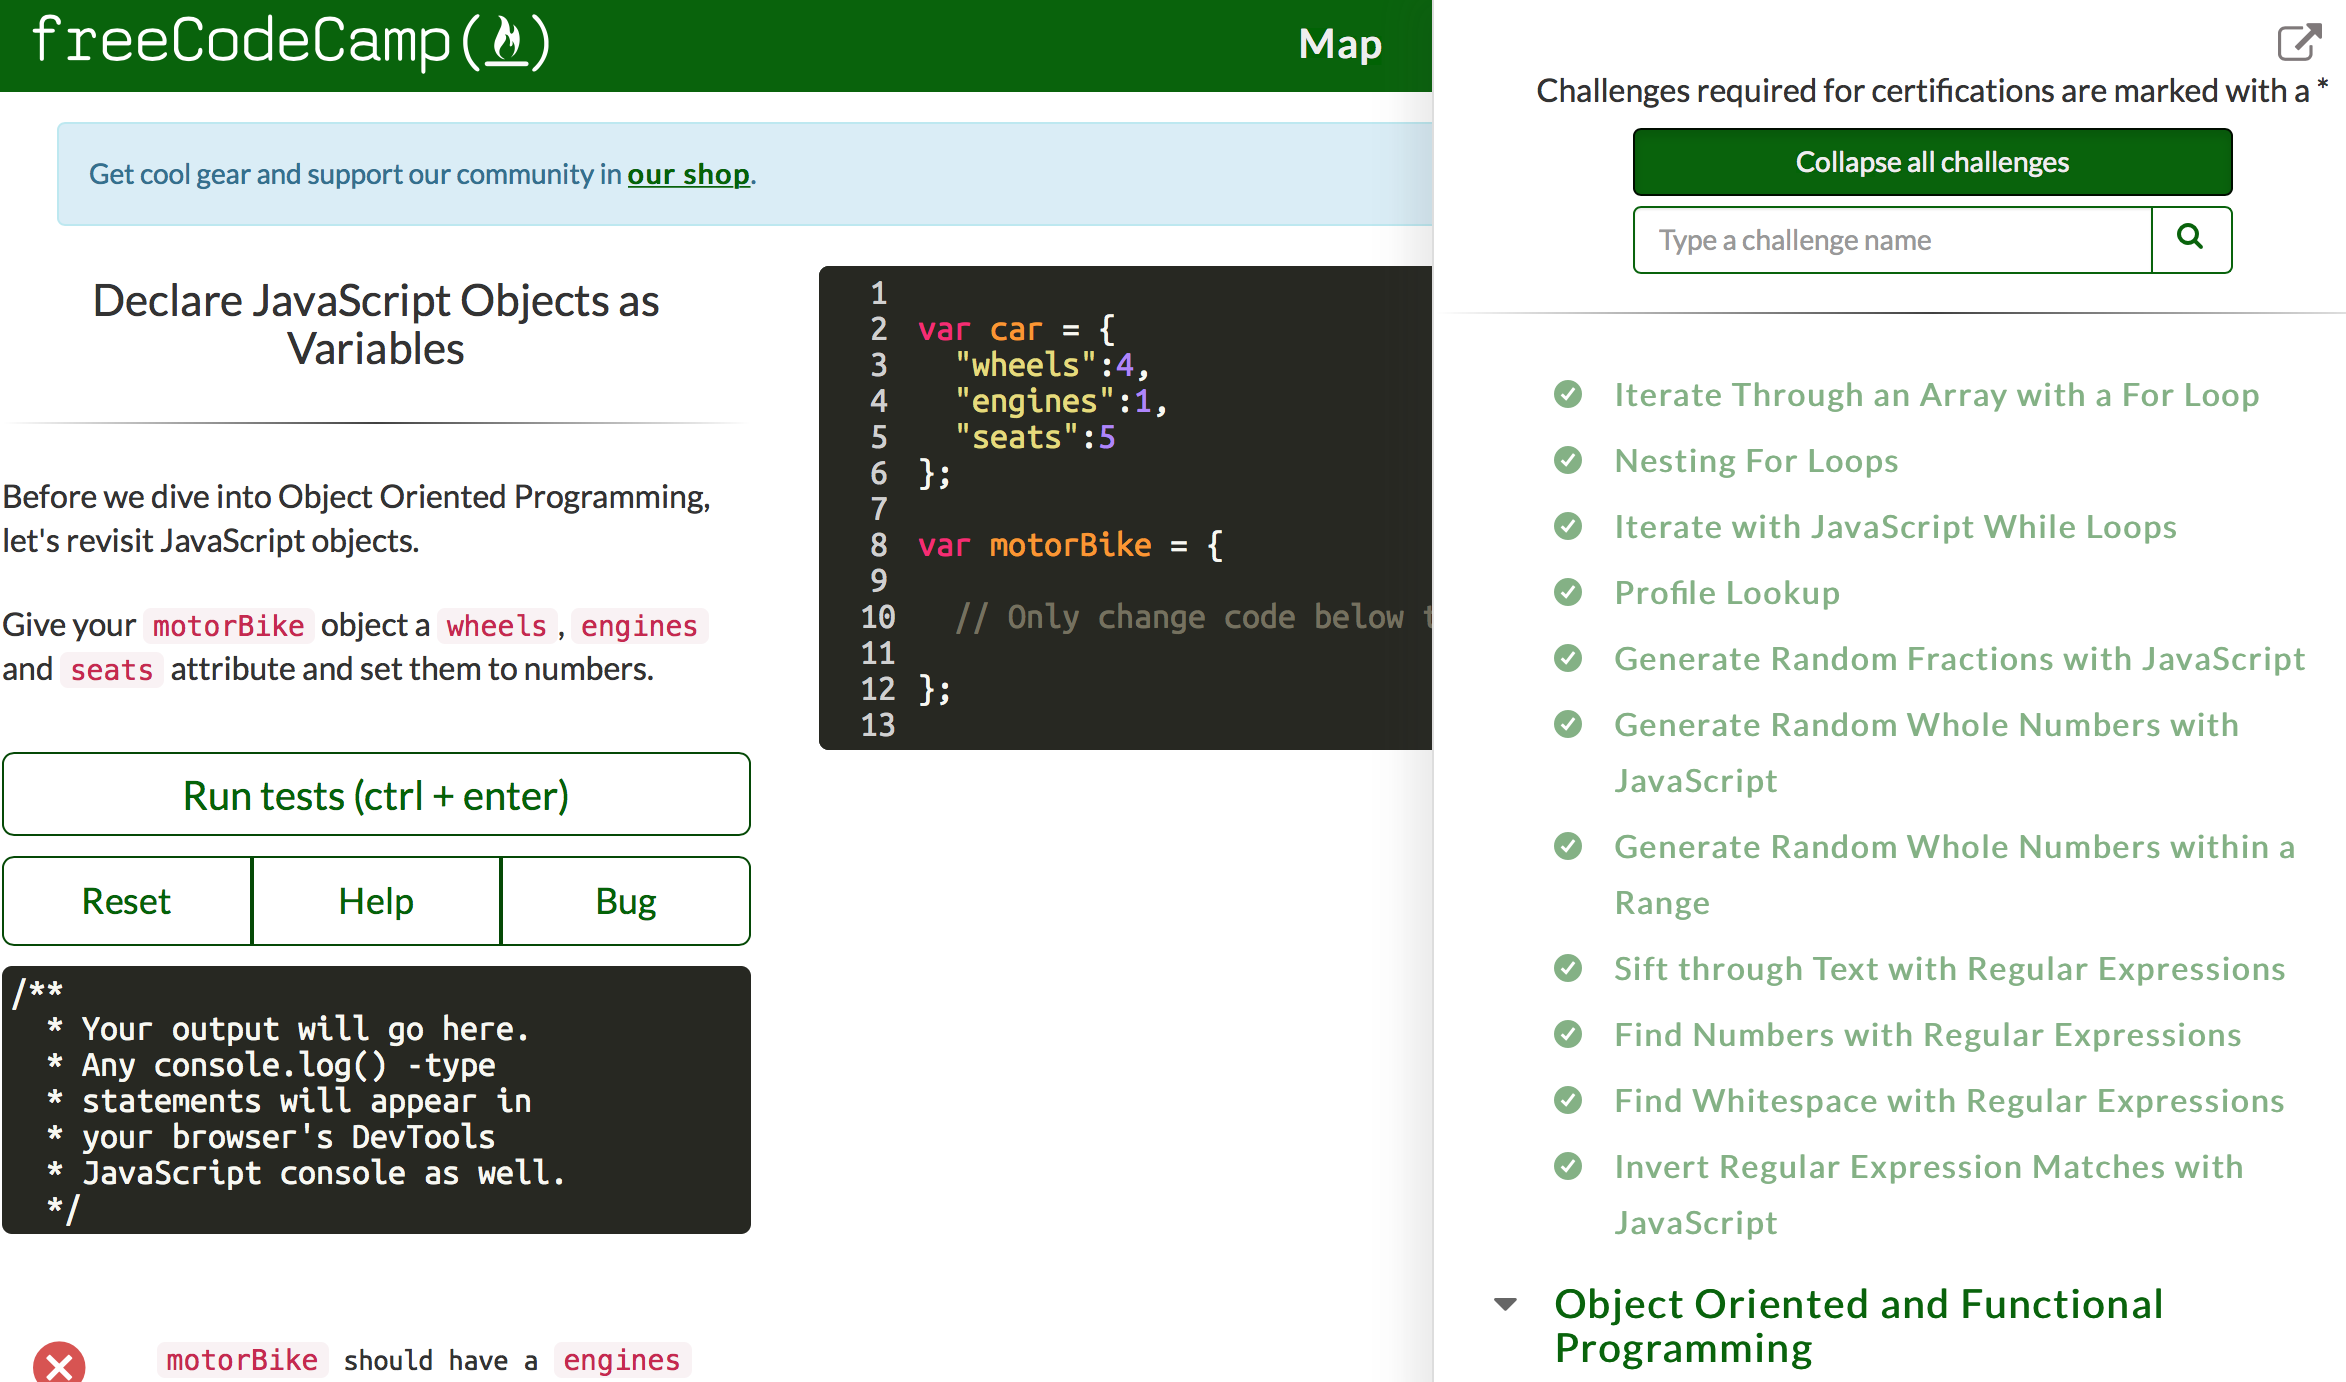 freeCodeCamp(🔥)
Map
Get cool gear and support our community in our shop.
Declare JavaScript Objects as
Variables
Before we dive into Object Oriented Programming,
let's revisit JavaScript objects.
Give your motorBike object a wheels, engines
and seats attribute and set them to numbers.
Run tests (ctrl + enter)
Reset
Help
Bug
/**
* Your output will go here.
* Any console.log() -type
* statements will appear in
* your browser's DevTools
* JavaScript console as well.
*/
motorBike should have a engines
1
2 var car = {
3 "wheels":4,
4 "engines":1,
5 "seats":5
6 };
7
8 var motorBike = {
9
10 // Only change code below
11
12 };
13
Challenges required for certifications are marked with a *
Collapse all challenges
Type a challenge name
Iterate Through an Array with a For Loop
Nesting For Loops
Iterate with JavaScript While Loops
Profile Lookup
Generate Random Fractions with JavaScript
Generate Random Whole Numbers with
JavaScript
Generate Random Whole Numbers within a
Range
Sift through Text with Regular Expressions
Find Numbers with Regular Expressions
Find Whitespace with Regular Expressions
Invert Regular Expression Matches with
JavaScript
Object Oriented and Functional
Programming